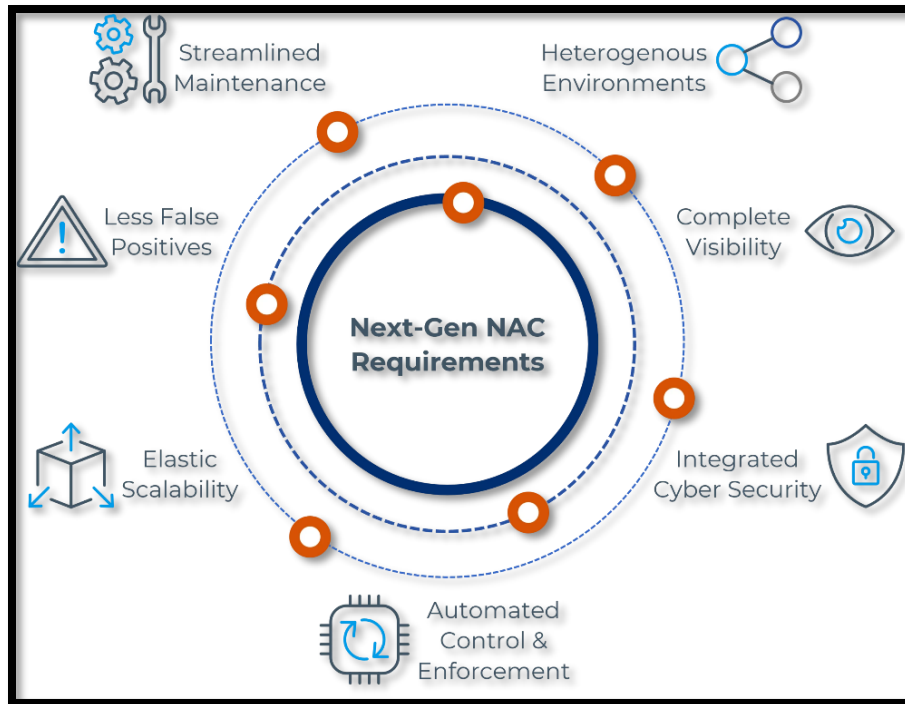 Streamlined
Maintenance
Heterogenous
Environments
Less False
Positives
Complete
Visibility
Next-Gen NAC
Requirements
Elastic
Scalability
Integrated
Cyber Security
Automated
Control &
Enforcement